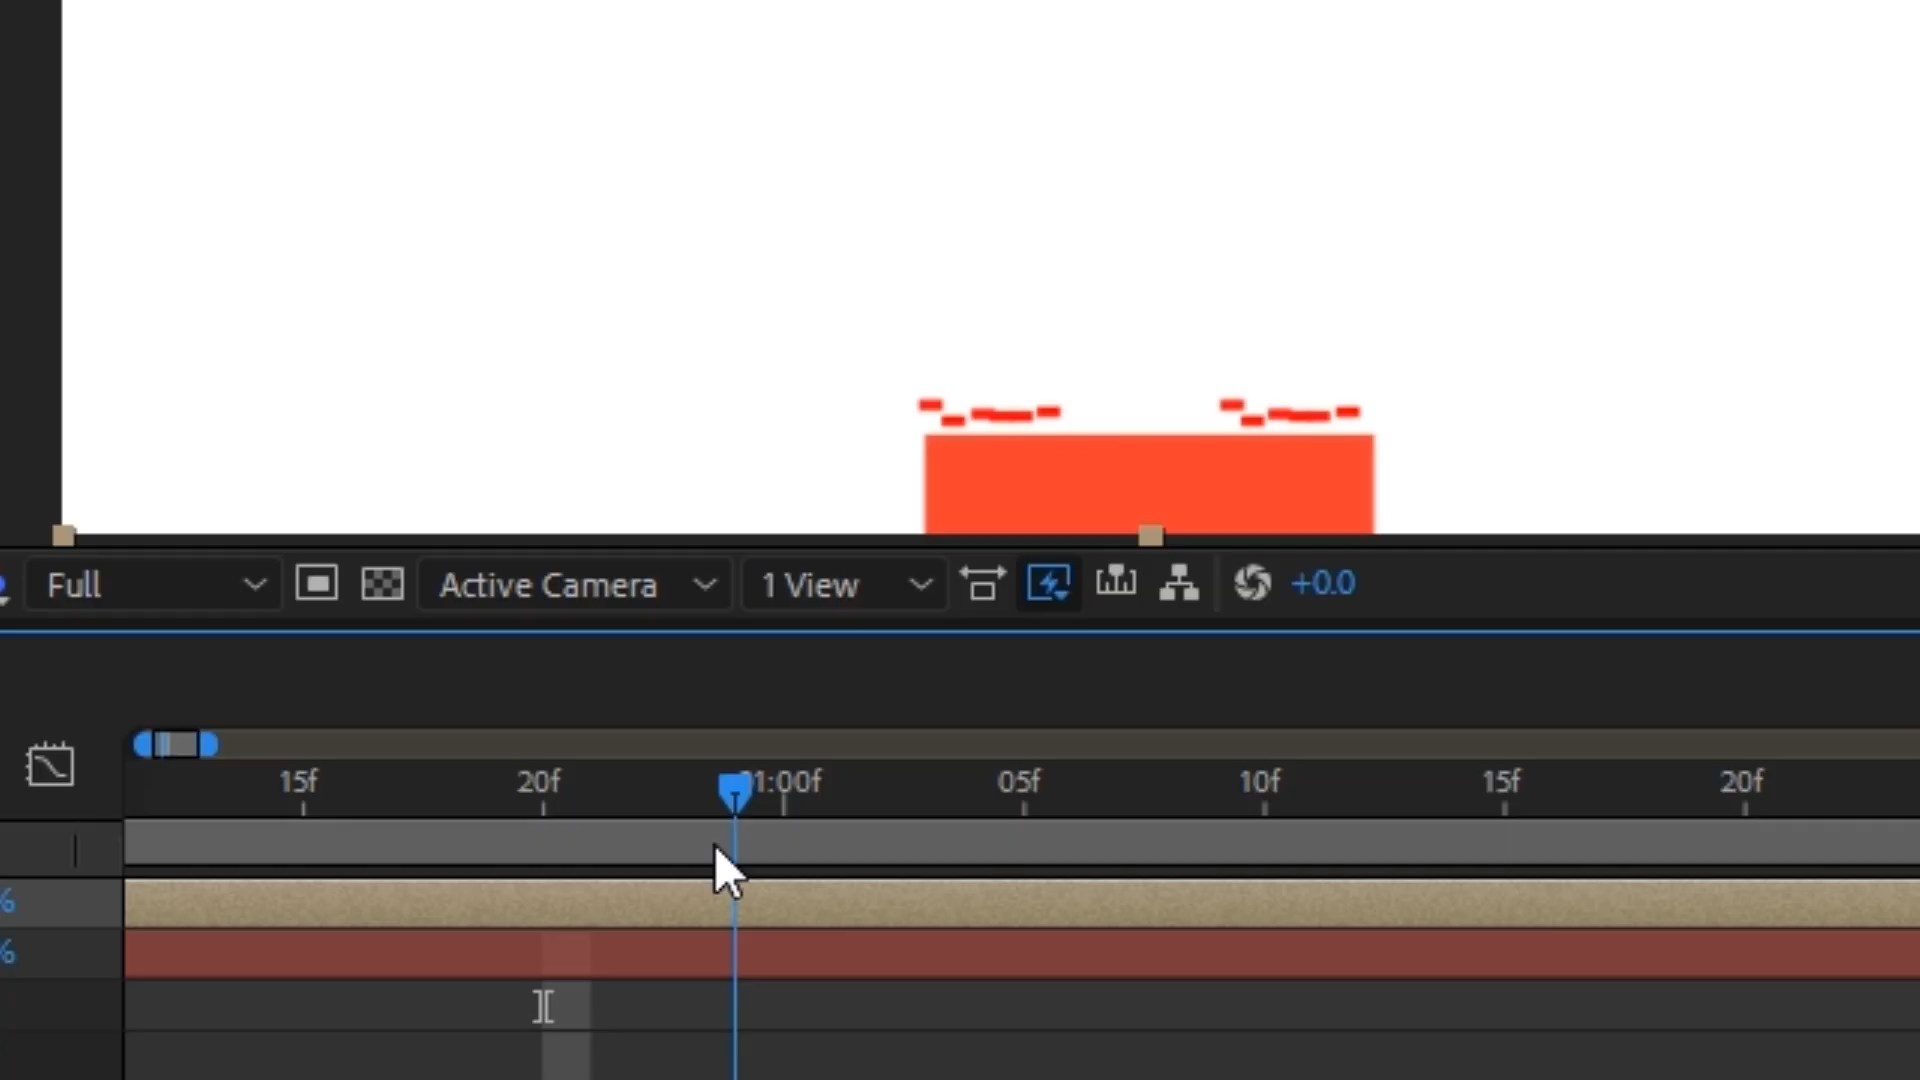 Full Active Camera 1 View +0.0
15f 20f 01:00f 05f 10f 15f 20f
%
%